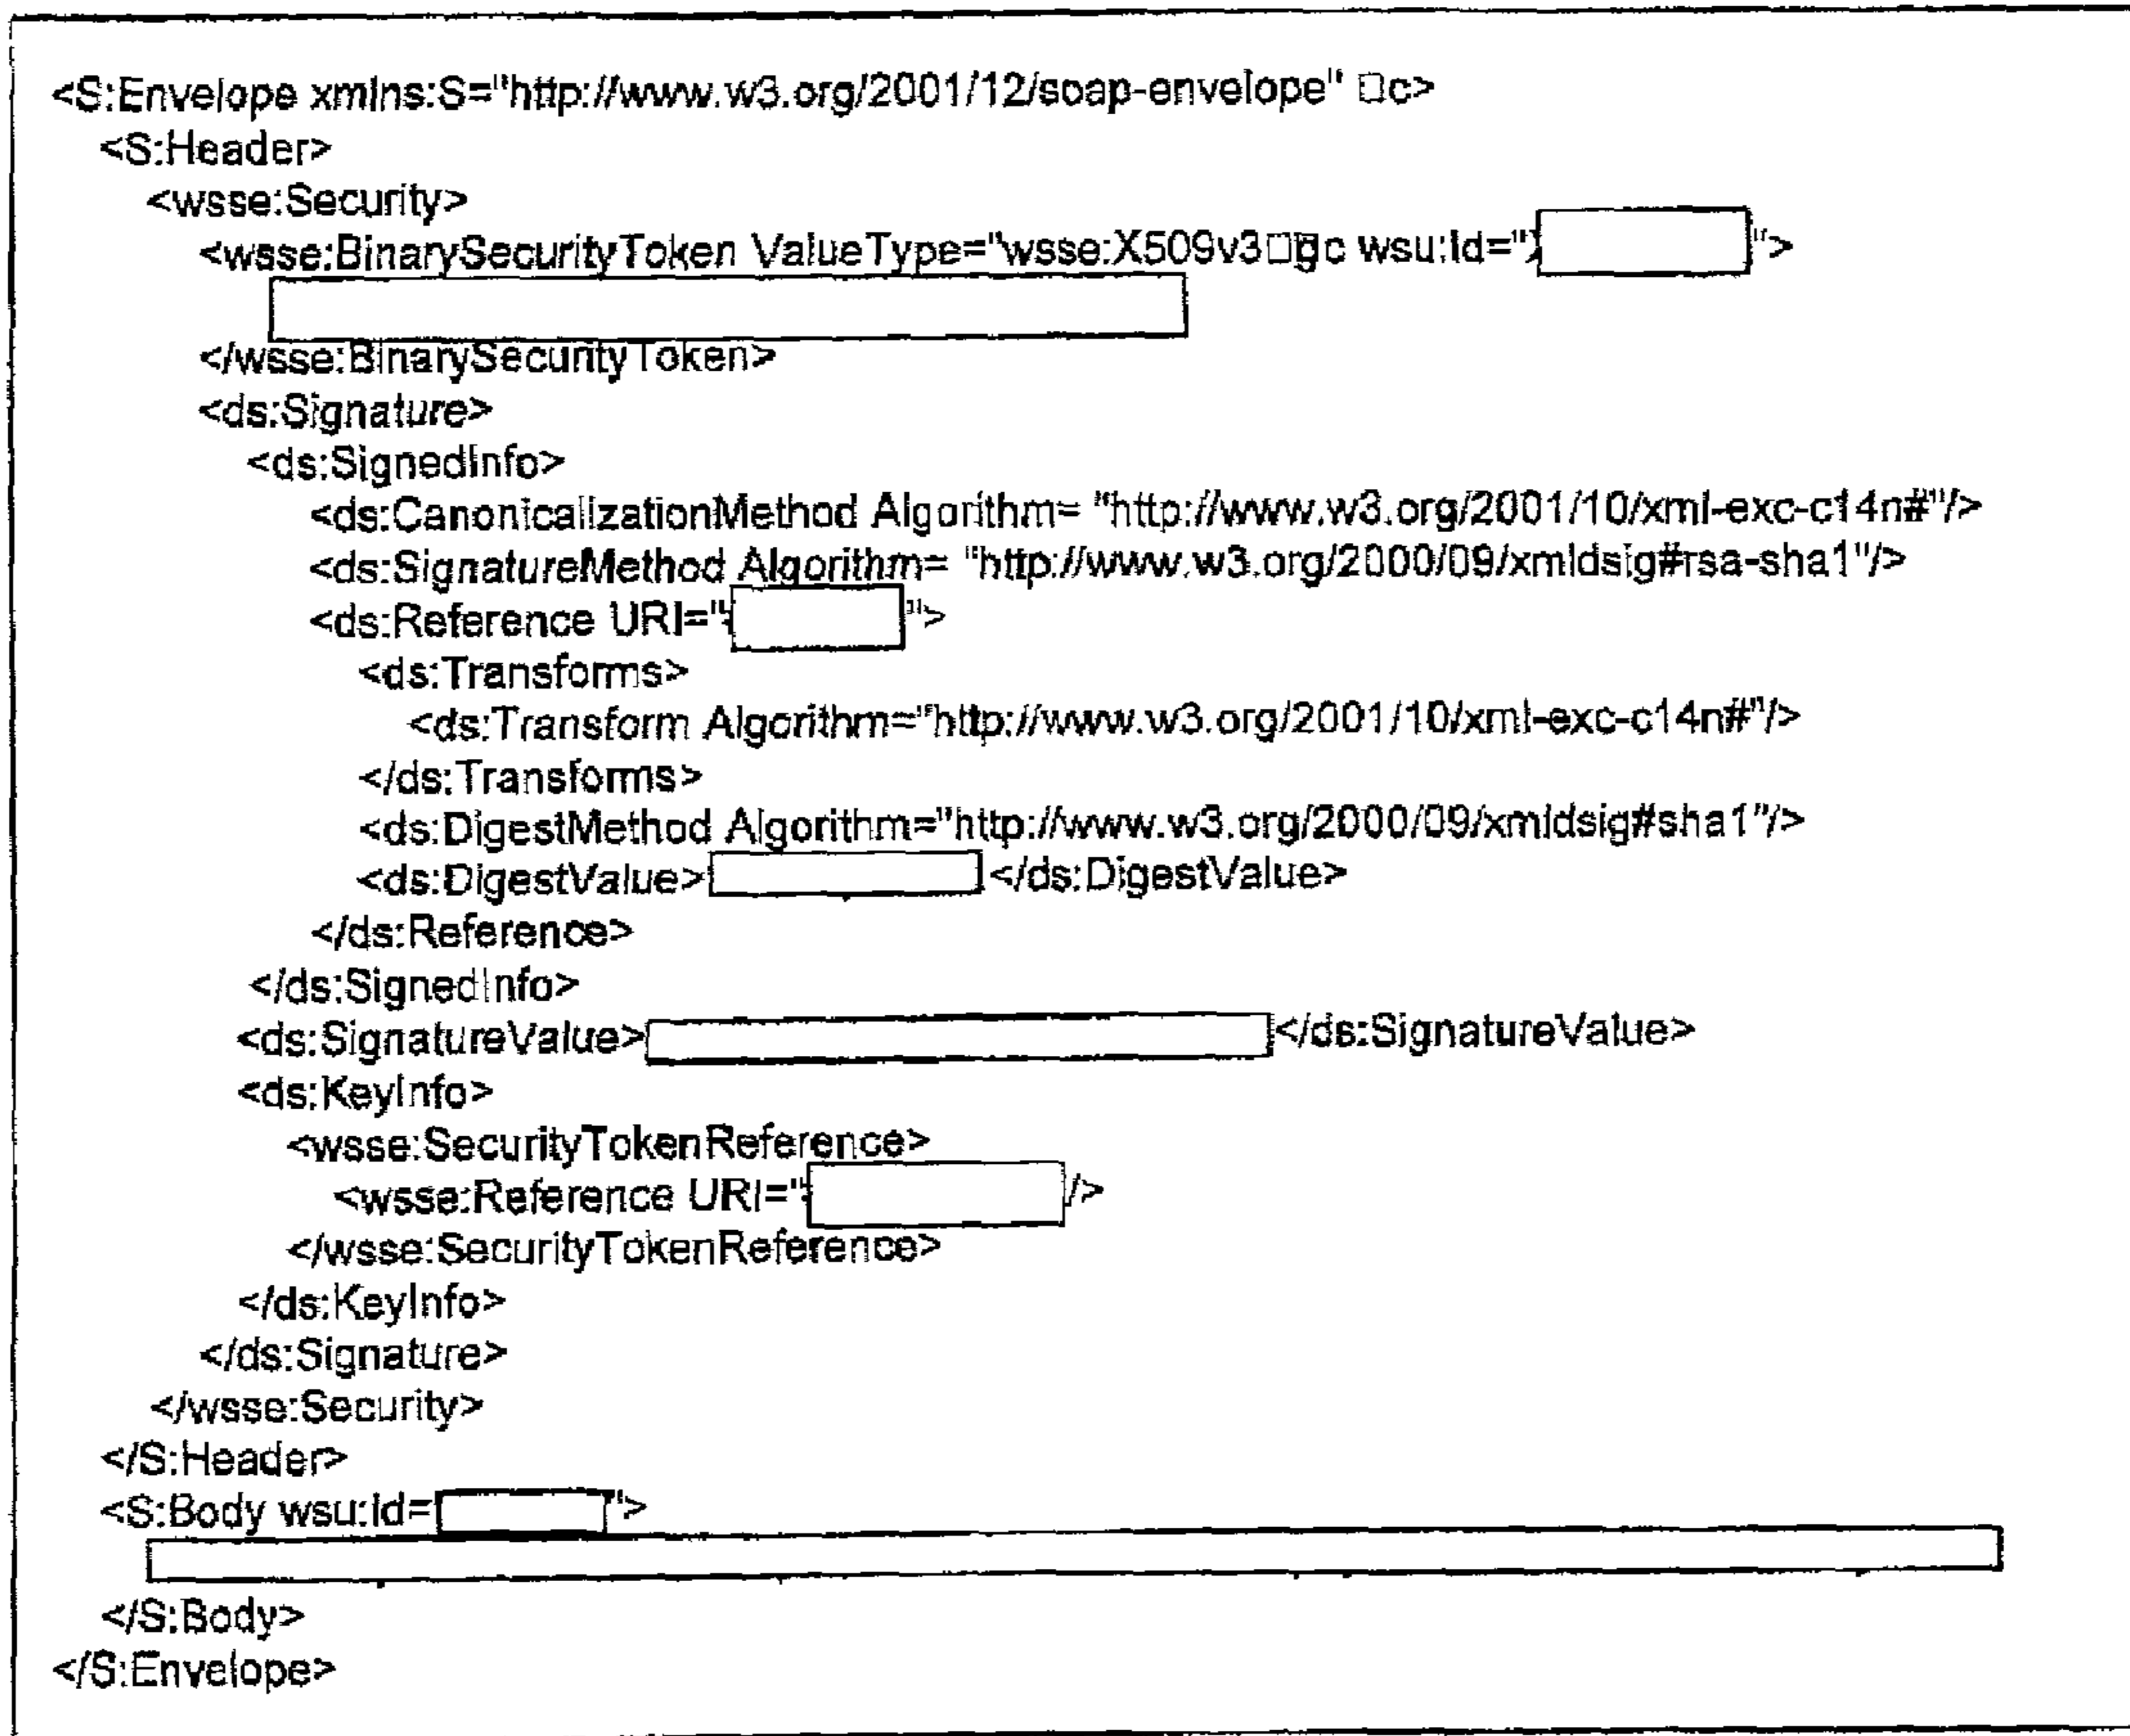 <S:Envelope xmlns:S="http://www.w3.org/2001/12/soap-envelope" □c>
<S:Header>
<wsse:Security>
<wsse:BinarySecurityToken ValueType="wsse:X509v3□gc wsu:Id=" ">
</wsse:BinarySecurityToken>
<ds:Signature>
<ds:SignedInfo>
<ds:CanonicalizationMethod Algorithm= "http://www.w3.org/2001/10/xml-exc-c14n#"/>
<ds:SignatureMethod Algorithm= "http://www.w3.org/2000/09/xmldsig#rsa-sha1"/>
<ds:Reference URI=" ">
<ds:Transforms>
<ds:Transform Algorithm="http://www.w3.org/2001/10/xml-exc-c14n#"/>
</ds:Transforms>
<ds:DigestMethod Algorithm="http://www.w3.org/2000/09/xmldsig#sha1"/>
<ds:DigestValue> </ds:DigestValue>
</ds:Reference>
</ds:SignedInfo>
<ds:SignatureValue> </ds:SignatureValue>
<ds:KeyInfo>
<wsse:SecurityTokenReference>
<wsse:Reference URI=" />
</wsse:SecurityTokenReference>
</ds:KeyInfo>
</ds:Signature>
</wsse:Security>
</S:Header>
<S:Body wsu:Id= ">
</S:Body>
</S:Envelope>